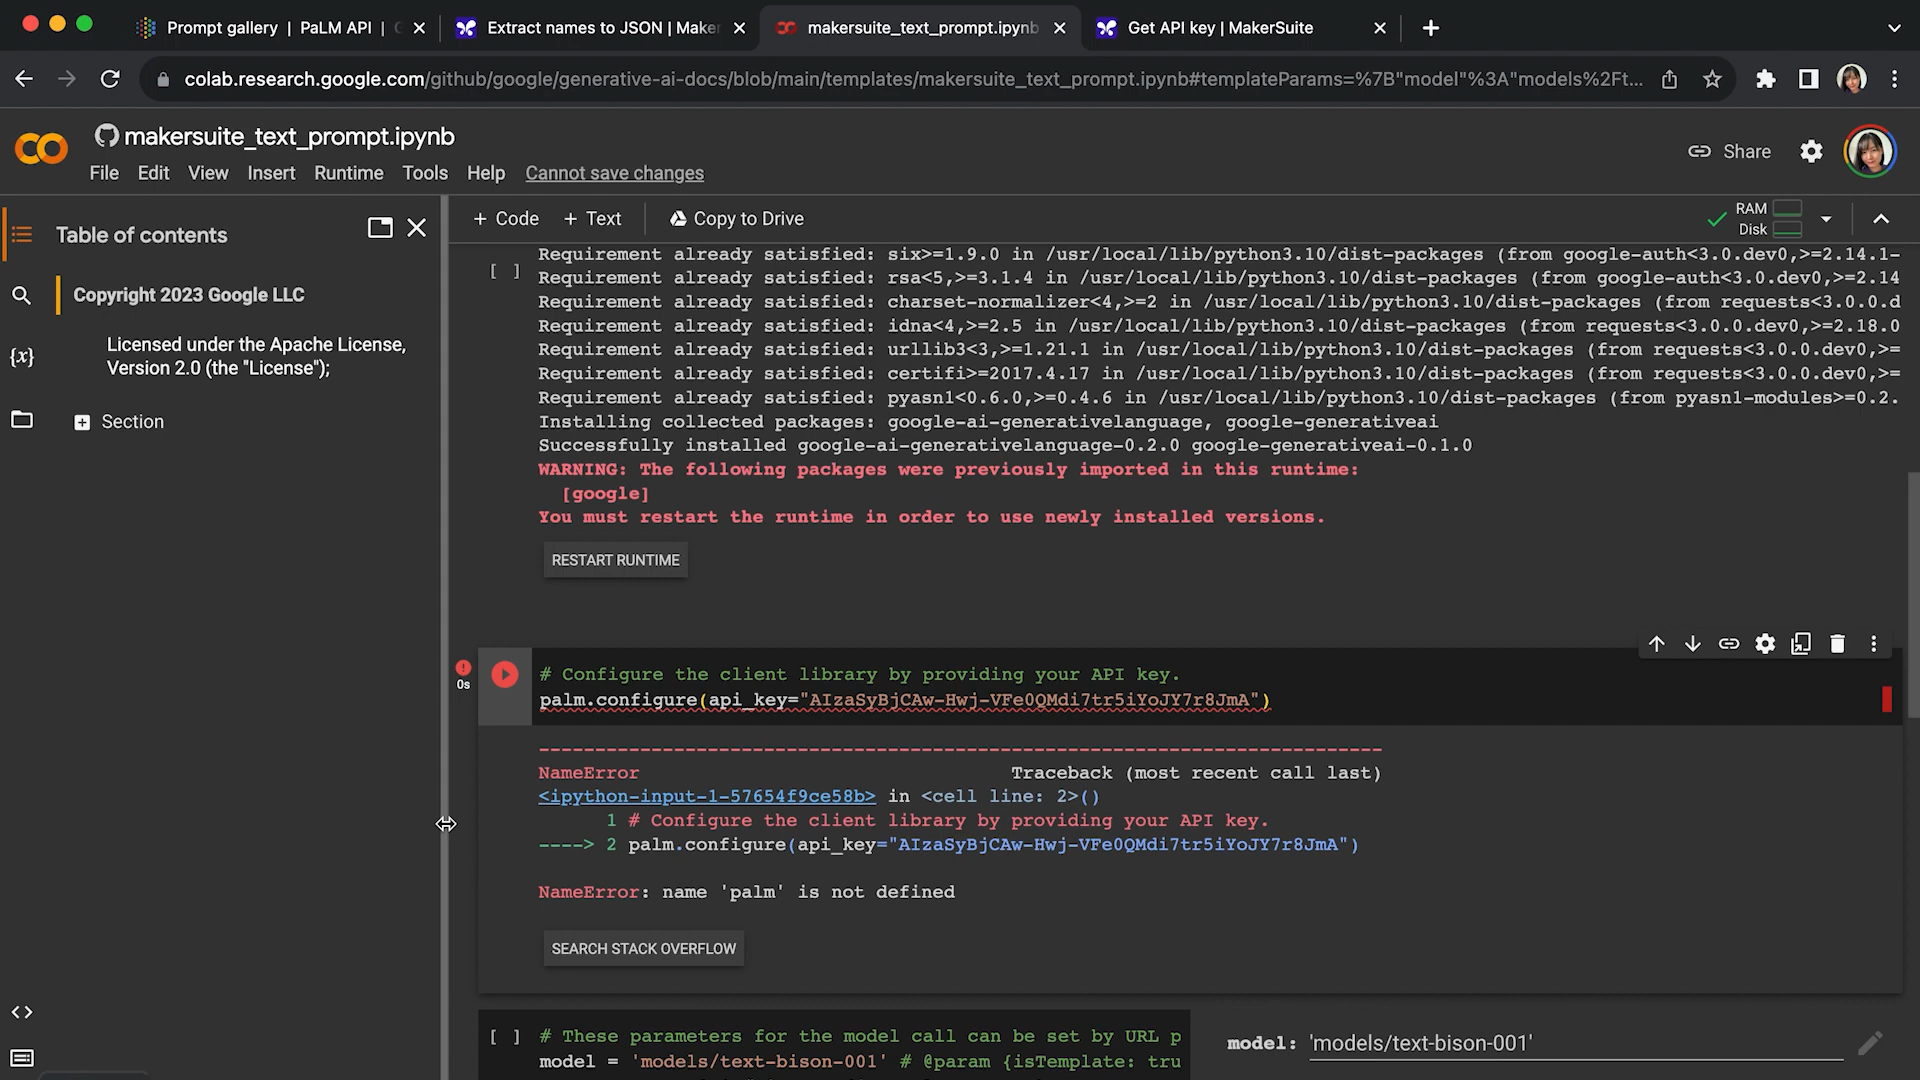 Prompt gallery | PaLM API |
Extract names to JSON | Maker
makersuite_text_prompt.ipynb
Get API key | MakerSuite
colab.research.google.com/github/google/generative-ai-docs/blob/main/templates/makersuite_text_prompt.ipynb#templateParams=%7B"model"%3A"models%2Ft...
makersuite_text_prompt.ipynb
Share
File Edit View Insert Runtime Tools Help Cannot save changes
Table of contents
+ Code + Text Copy to Drive
RAM
Disk
Copyright 2023 Google LLC
Licensed under the Apache License,
Version 2.0 (the "License");
Section
{x}
[ ]
Requirement already satisfied: six>=1.9.0 in /usr/local/lib/python3.10/dist-packages (from google-auth<3.0.dev0,>=2.14.1-
Requirement already satisfied: rsa<5,>=3.1.4 in /usr/local/lib/python3.10/dist-packages (from google-auth<3.0.dev0,>=2.14
Requirement already satisfied: charset-normalizer<4,>=2 in /usr/local/lib/python3.10/dist-packages (from requests<3.0.0.d
Requirement already satisfied: idna<4,>=2.5 in /usr/local/lib/python3.10/dist-packages (from requests<3.0.0.dev0,>=2.18.0
Requirement already satisfied: urllib3<3,>=1.21.1 in /usr/local/lib/python3.10/dist-packages (from requests<3.0.0.dev0,>=
Requirement already satisfied: certifi>=2017.4.17 in /usr/local/lib/python3.10/dist-packages (from requests<3.0.0.dev0,>=
Requirement already satisfied: pyasn1<0.6.0,>=0.4.6 in /usr/local/lib/python3.10/dist-packages (from pyasn1-modules>=0.2.
Installing collected packages: google-ai-generativelanguage, google-generativeai
Successfully installed google-ai-generativelanguage-0.2.0 google-generativeai-0.1.0
WARNING: The following packages were previously imported in this runtime:
[google]
You must restart the runtime in order to use newly installed versions.
RESTART RUNTIME
0s
# Configure the client library by providing your API key.
palm.configure(api_key="AIzaSyBjCAw-Hwj-VFe0QMdi7tr5iYoJY7r8JmA")
---------------------------------------------------------------------------
NameError Traceback (most recent call last)
<ipython-input-1-57654f9ce58b> in <cell line: 2>()
1 # Configure the client library by providing your API key.
----> 2 palm.configure(api_key="AIzaSyBjCAw-Hwj-VFe0QMdi7tr5iYoJY7r8JmA")
NameError: name 'palm' is not defined
SEARCH STACK OVERFLOW
[ ] # These parameters for the model call can be set by URL p
model = 'models/text-bison-001' # @param {isTemplate: tru
model: 'models/text-bison-001'